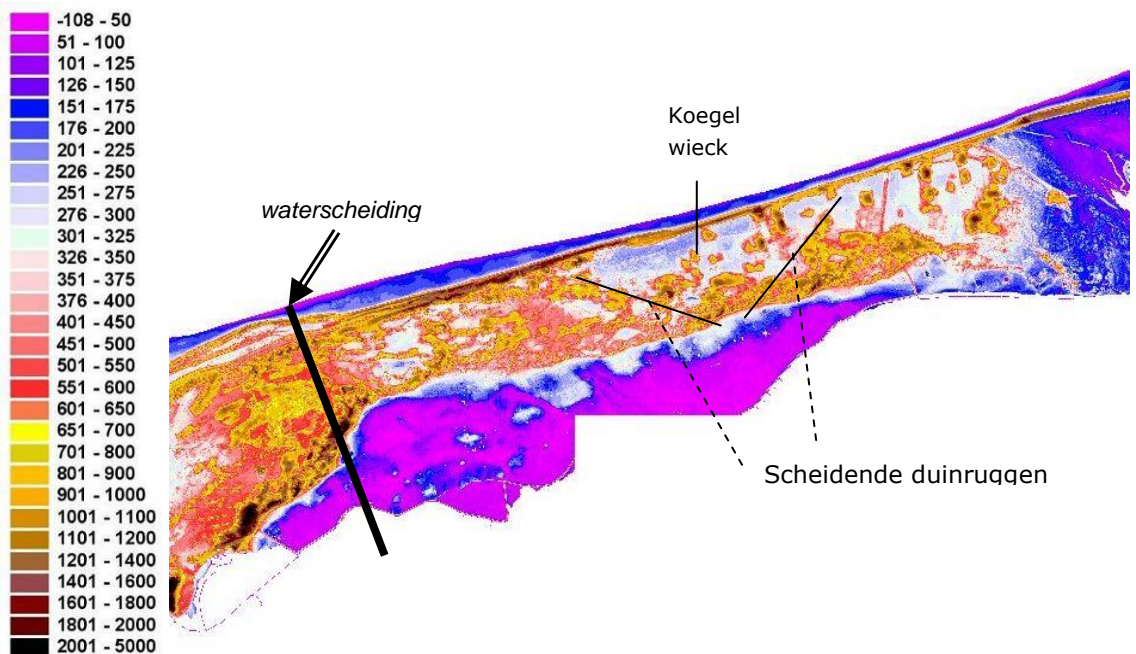 -108 - 50
51 - 100
101 - 125
126 - 150
151 - 175
176 - 200
201 - 225
226 - 250
251 - 275
276 - 300
301 - 325
326 - 350
351 - 375
376 - 400
401 - 450
451 - 500
501 - 550
551 - 600
601 - 650
651 - 700
701 - 800
801 - 900
901 - 1000
1001 - 1100
1101 - 1200
1201 - 1400
1401 - 1600
1601 - 1800
1801 - 2000
2001 - 5000
Koegel
wieck
waterscheiding
Scheidende duinruggen